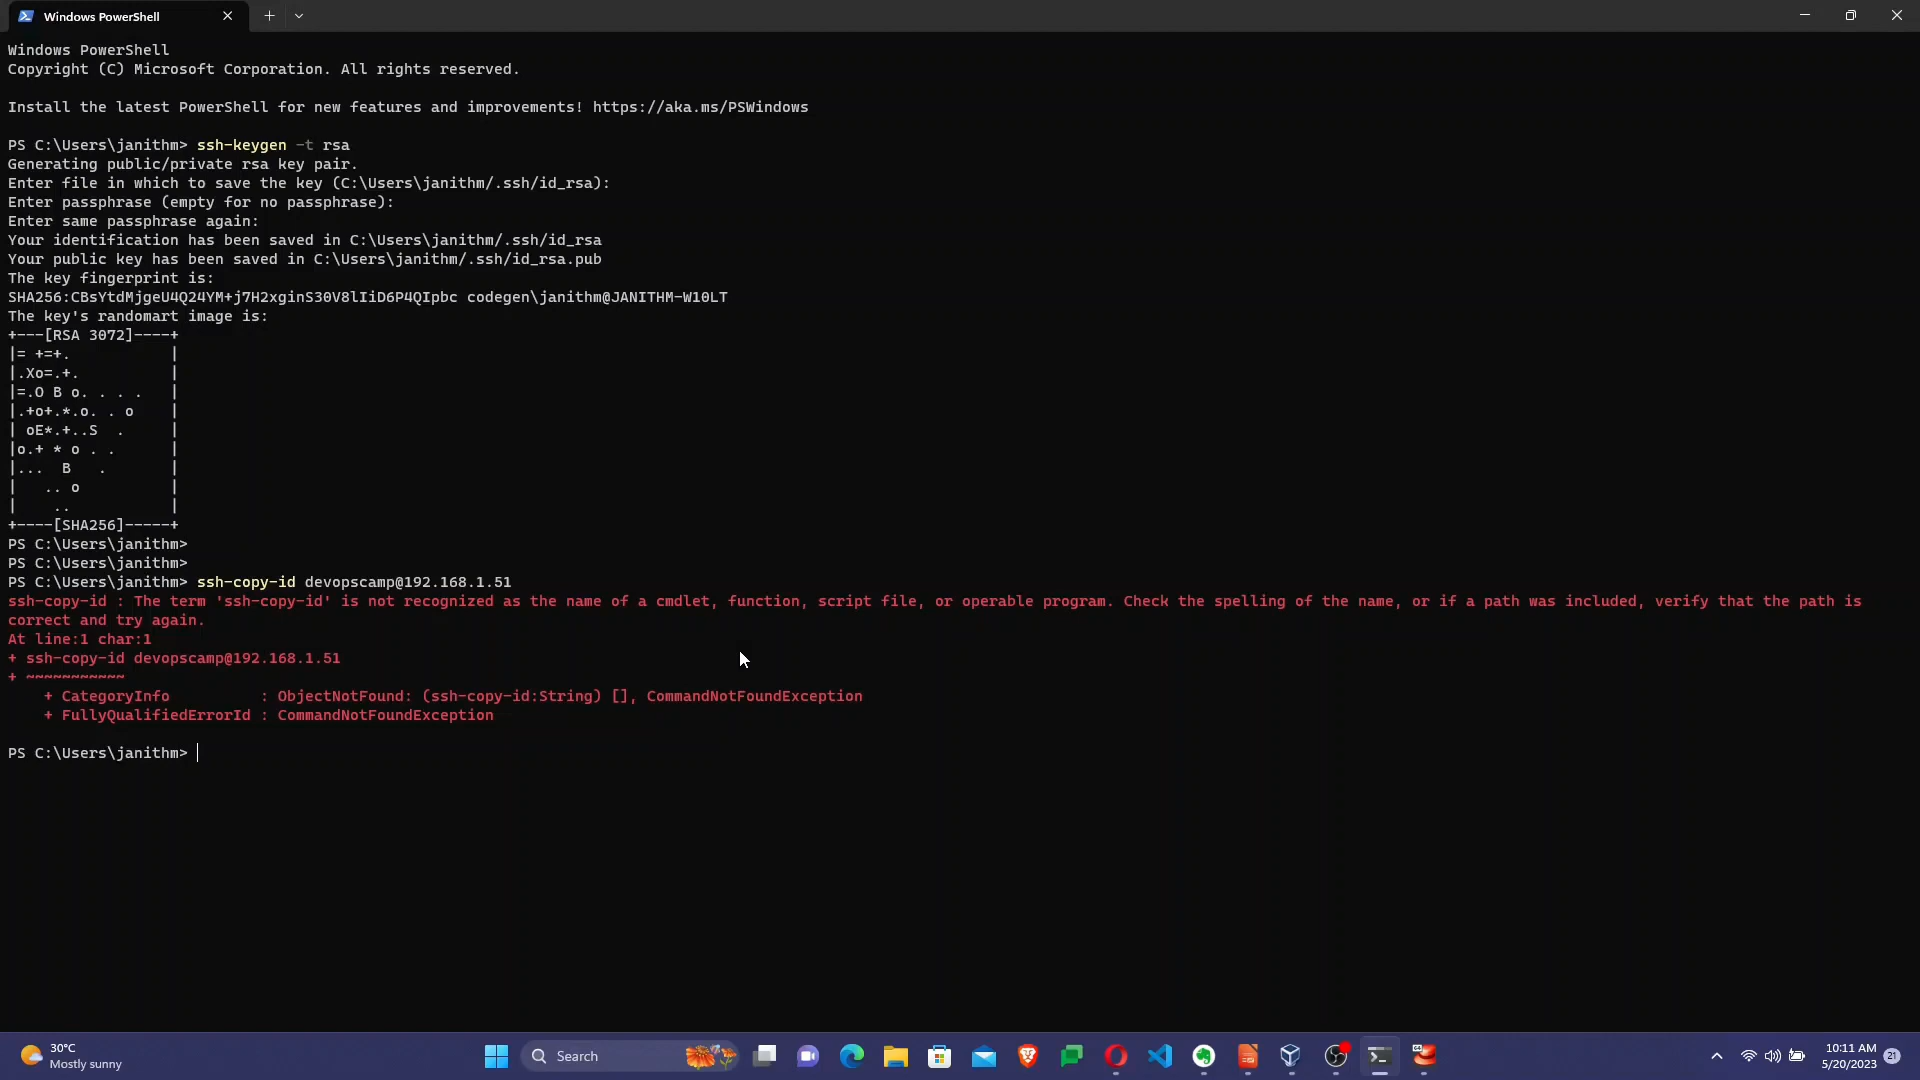 Windows PowerShell
Windows PowerShell
Copyright (C) Microsoft Corporation. All rights reserved.
Install the latest PowerShell for new features and improvements! https://aka.ms/PSWindows
PS C:\Users\janithm> ssh-keygen -t rsa
Generating public/private rsa key pair.
Enter file in which to save the key (C:\Users\janithm/.ssh/id_rsa):
Enter passphrase (empty for no passphrase):
Enter same passphrase again:
Your identification has been saved in C:\Users\janithm/.ssh/id_rsa
Your public key has been saved in C:\Users\janithm/.ssh/id_rsa.pub
The key fingerprint is:
SHA256:CBsYtdMjgeU4Q24YM+j7H2xginS30V8lIiD6P4QIpbc codegen\janithm@JANITHM-W10LT
The key's randomart image is:
+---[RSA 3072]----+
|= +=+.           |
|.Xo=.+.          |
|=.O B o. . . .   |
|.+o+.*.o. . o    |
| oE*.+..S  .     |
|o.+ * o . .      |
|...  B   .       |
|   .. o          |
|    ..           |
+----[SHA256]-----+
PS C:\Users\janithm>
PS C:\Users\janithm>
PS C:\Users\janithm> ssh-copy-id devopscamp@192.168.1.51
ssh-copy-id : The term 'ssh-copy-id' is not recognized as the name of a cmdlet, function, script file, or operable program. Check the spelling of the name, or if a path was included, verify that the path is
correct and try again.
At line:1 char:1
+ ssh-copy-id devopscamp@192.168.1.51
+ ~~~~~~~~~~~
    + CategoryInfo          : ObjectNotFound: (ssh-copy-id:String) [], CommandNotFoundException
    + FullyQualifiedErrorId : CommandNotFoundException
PS C:\Users\janithm>
30°C
Mostly sunny
Search
10:11 AM
5/20/2023
21